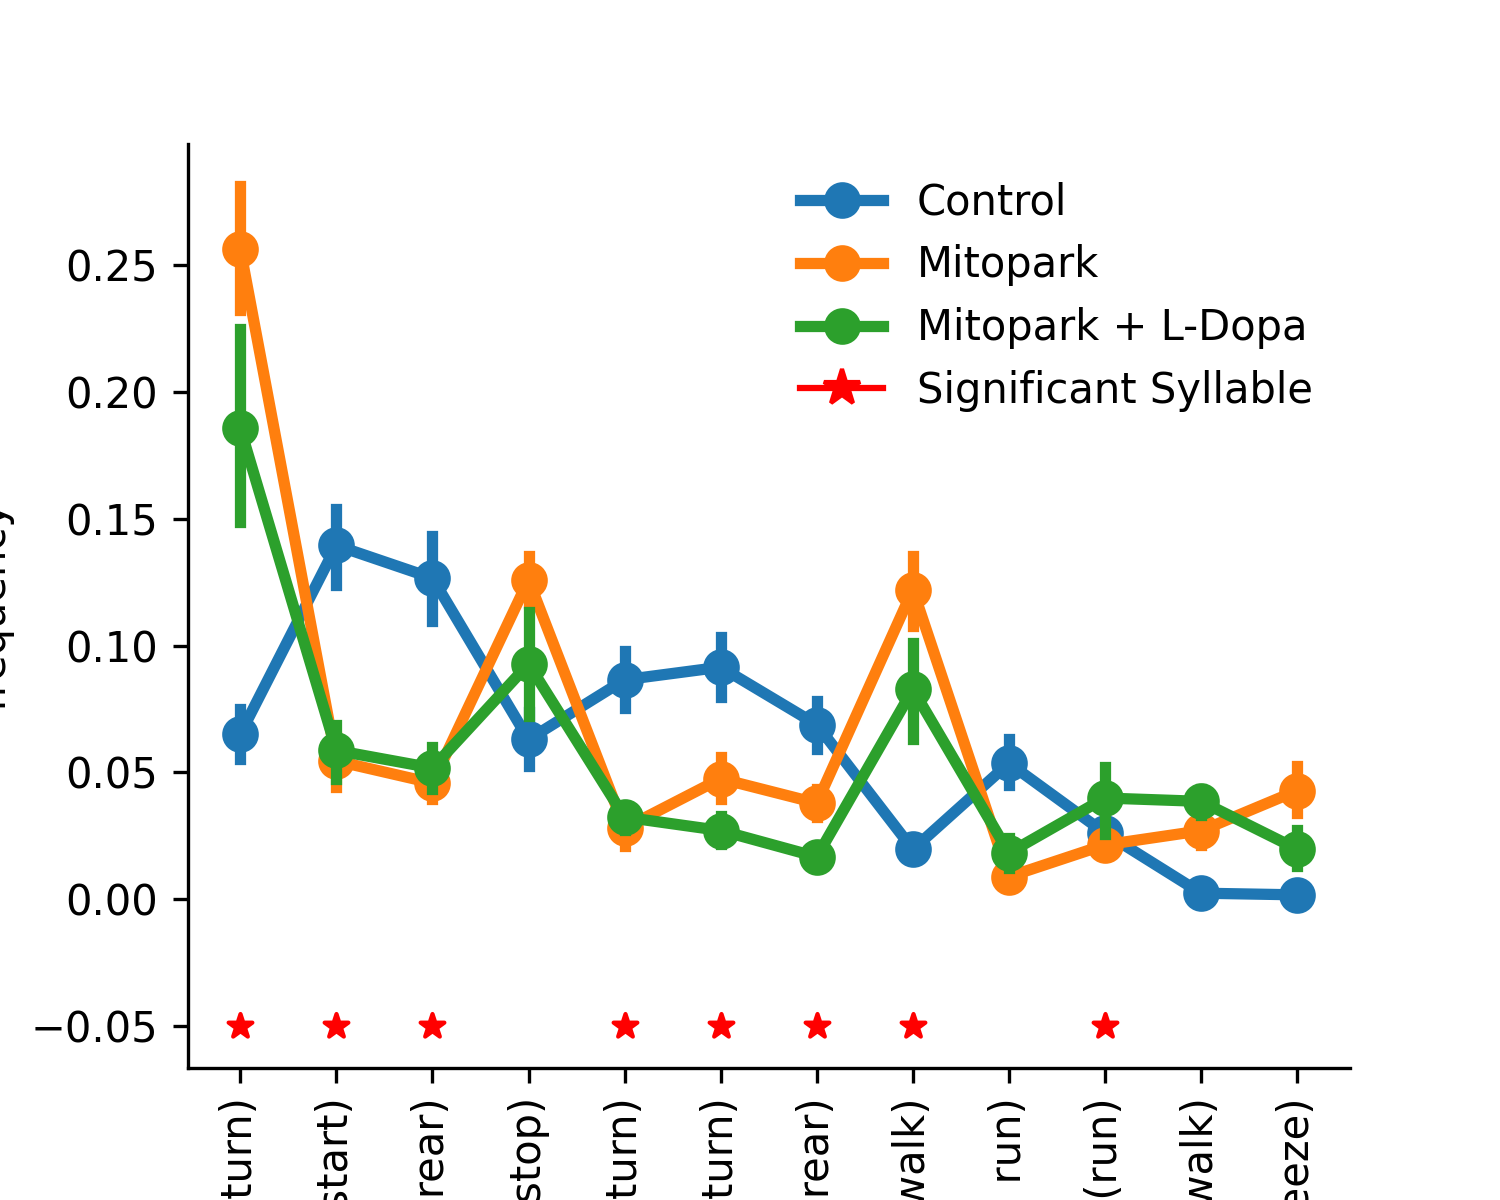 Control
Mitopark
Mitopark + L-Dopa
Significant Syllable
0.25
0.20
0.15
0.10
0.05
0.00
−0.05
turn)
start)
rear)
stop)
turn)
turn)
rear)
walk)
run)
(run)
walk)